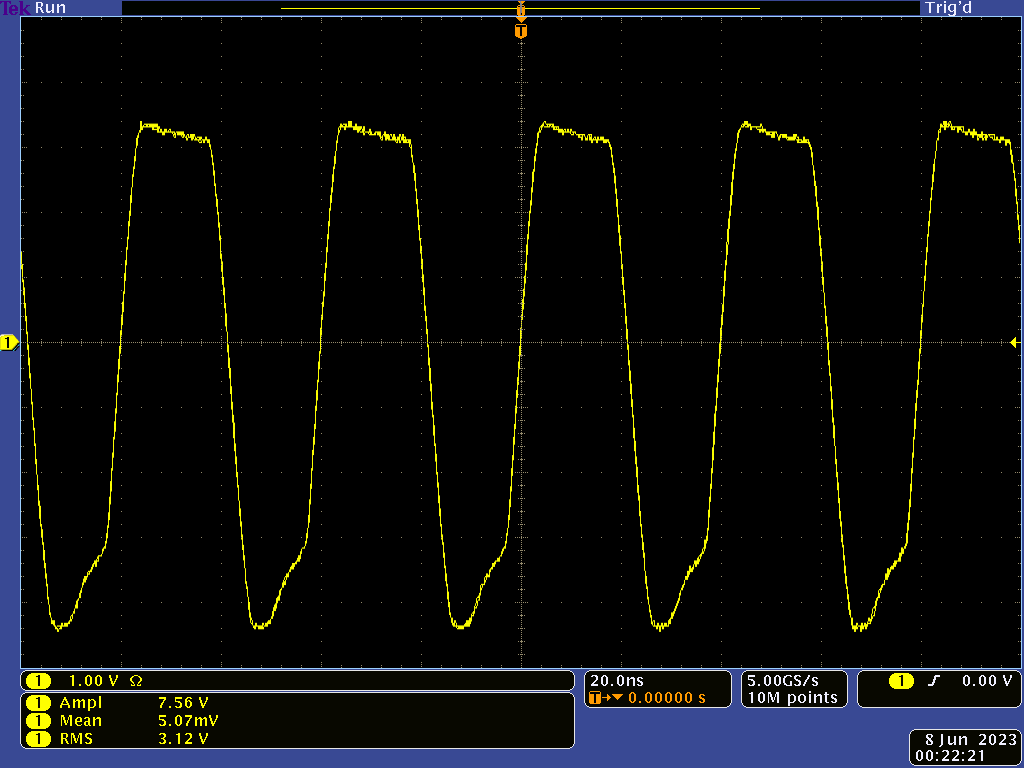 Tek Run Trig'd
T
T
1
1 1.00 V Ω
20.0ns
T→▼ 0.00000 s
5.00GS/s
10M points
1 0.00 V
1 Ampl 7.56 V
1 Mean 5.07mV
1 RMS 3.12 V
8 Jun 2023
00:22:21